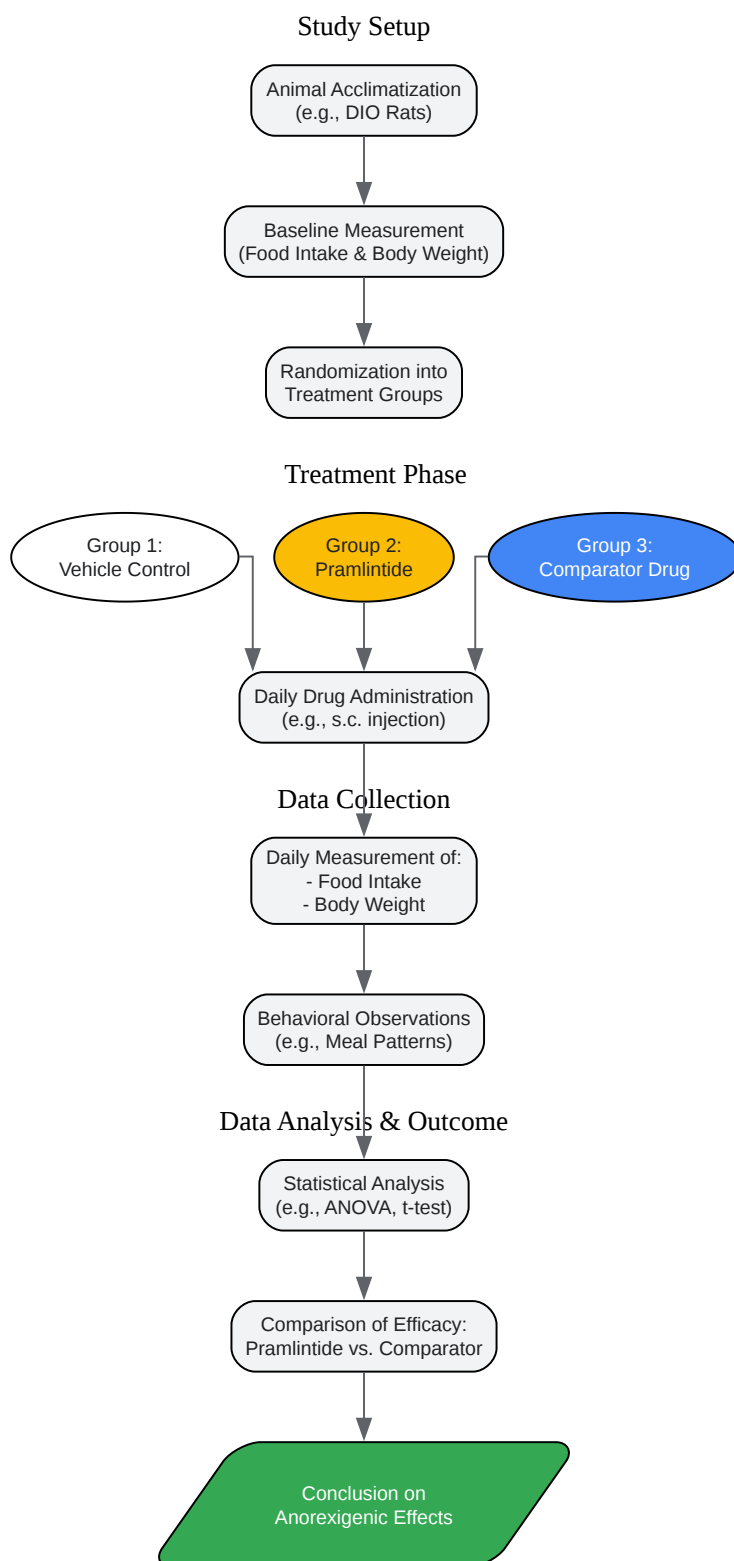 Study Setup
Animal Acclimatization
(e.g., DIO Rats)
Baseline Measurement
(Food Intake & Body Weight)
Randomization into
Treatment Groups
Treatment Phase
Group 1:
Vehicle Control
Group 2:
Pramlintide
Group 3:
Comparator Drug
Daily Drug Administration
(e.g., s.c. injection)
Data Collection
Daily Measurement of:
- Food Intake
- Body Weight
Behavioral Observations
(e.g., Meal Patterns)
Data Analysis & Outcome
Statistical Analysis
(e.g., ANOVA, t-test)
Comparison of Efficacy:
Pramlintide vs. Comparator
Conclusion on
Anorexigenic Effects